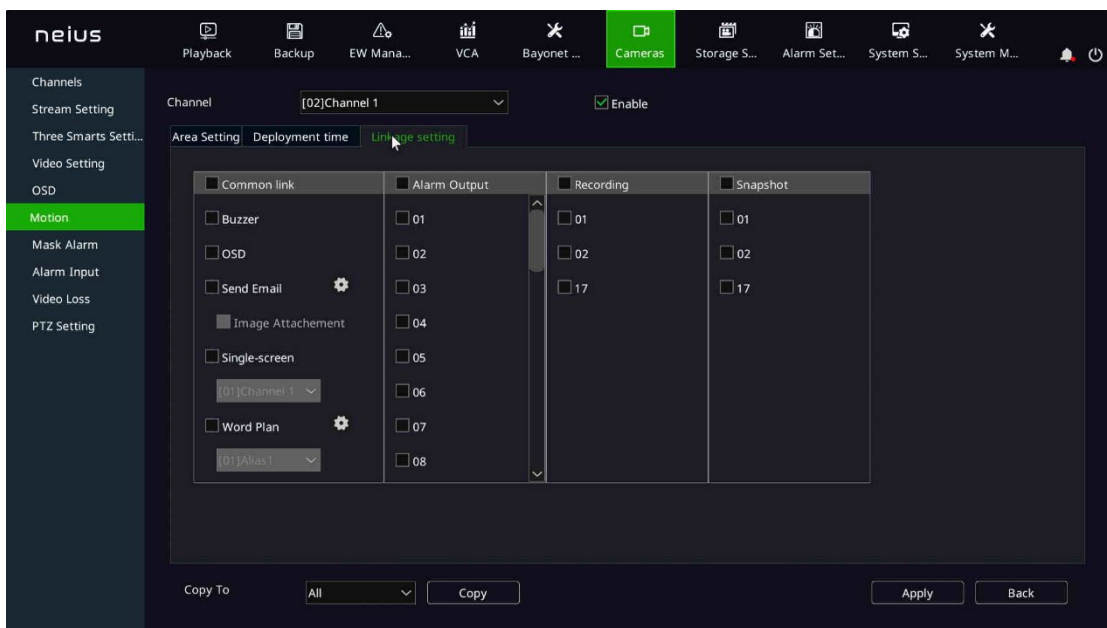 neius
Playback Backup EW Mana... VCA Bayonet ... Cameras Storage S... Alarm Set... System S... System M...
Channels
Stream Setting
Three Smarts Setti...
Video Setting
OSD
Motion
Mask Alarm
Alarm Input
Video Loss
PTZ Setting
Channel [02]Channel 1 Enable
Area Setting Deployment time Linkage setting
Common link Alarm Output Recording Snapshot
Buzzer 01 01 01
OSD 02 02 02
Send Email 03 17 17
Image Attachement 04
Single-screen 05
[01]Channel 1 06
Word Plan 07
[01]Alias1 08
Copy To All Copy Apply Back